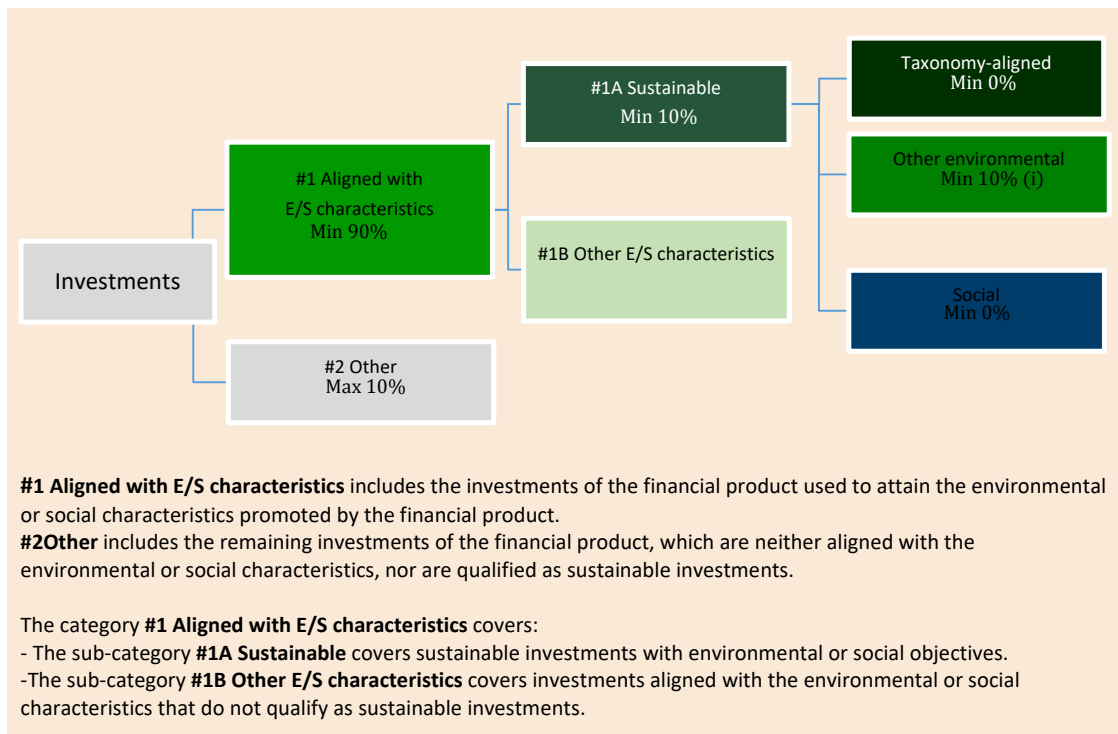 Taxonomy-aligned
Min 0%
#1A Sustainable
Min 10%
Other environmental
Min 10% (i)
#1 Aligned with
E/S characteristics
Min 90%
#1B Other E/S characteristics
Investments
Social
Min 0%
#2 Other
Max 10%
#1 Aligned with E/S characteristics includes the investments of the financial product used to attain the environmental
or social characteristics promoted by the financial product.
#2Other includes the remaining investments of the financial product, which are neither aligned with the
environmental or social characteristics, nor are qualified as sustainable investments.
The category #1 Aligned with E/S characteristics covers:
- The sub-category #1A Sustainable covers sustainable investments with environmental or social objectives.
-The sub-category #1B Other E/S characteristics covers investments aligned with the environmental or social
characteristics that do not qualify as sustainable investments.